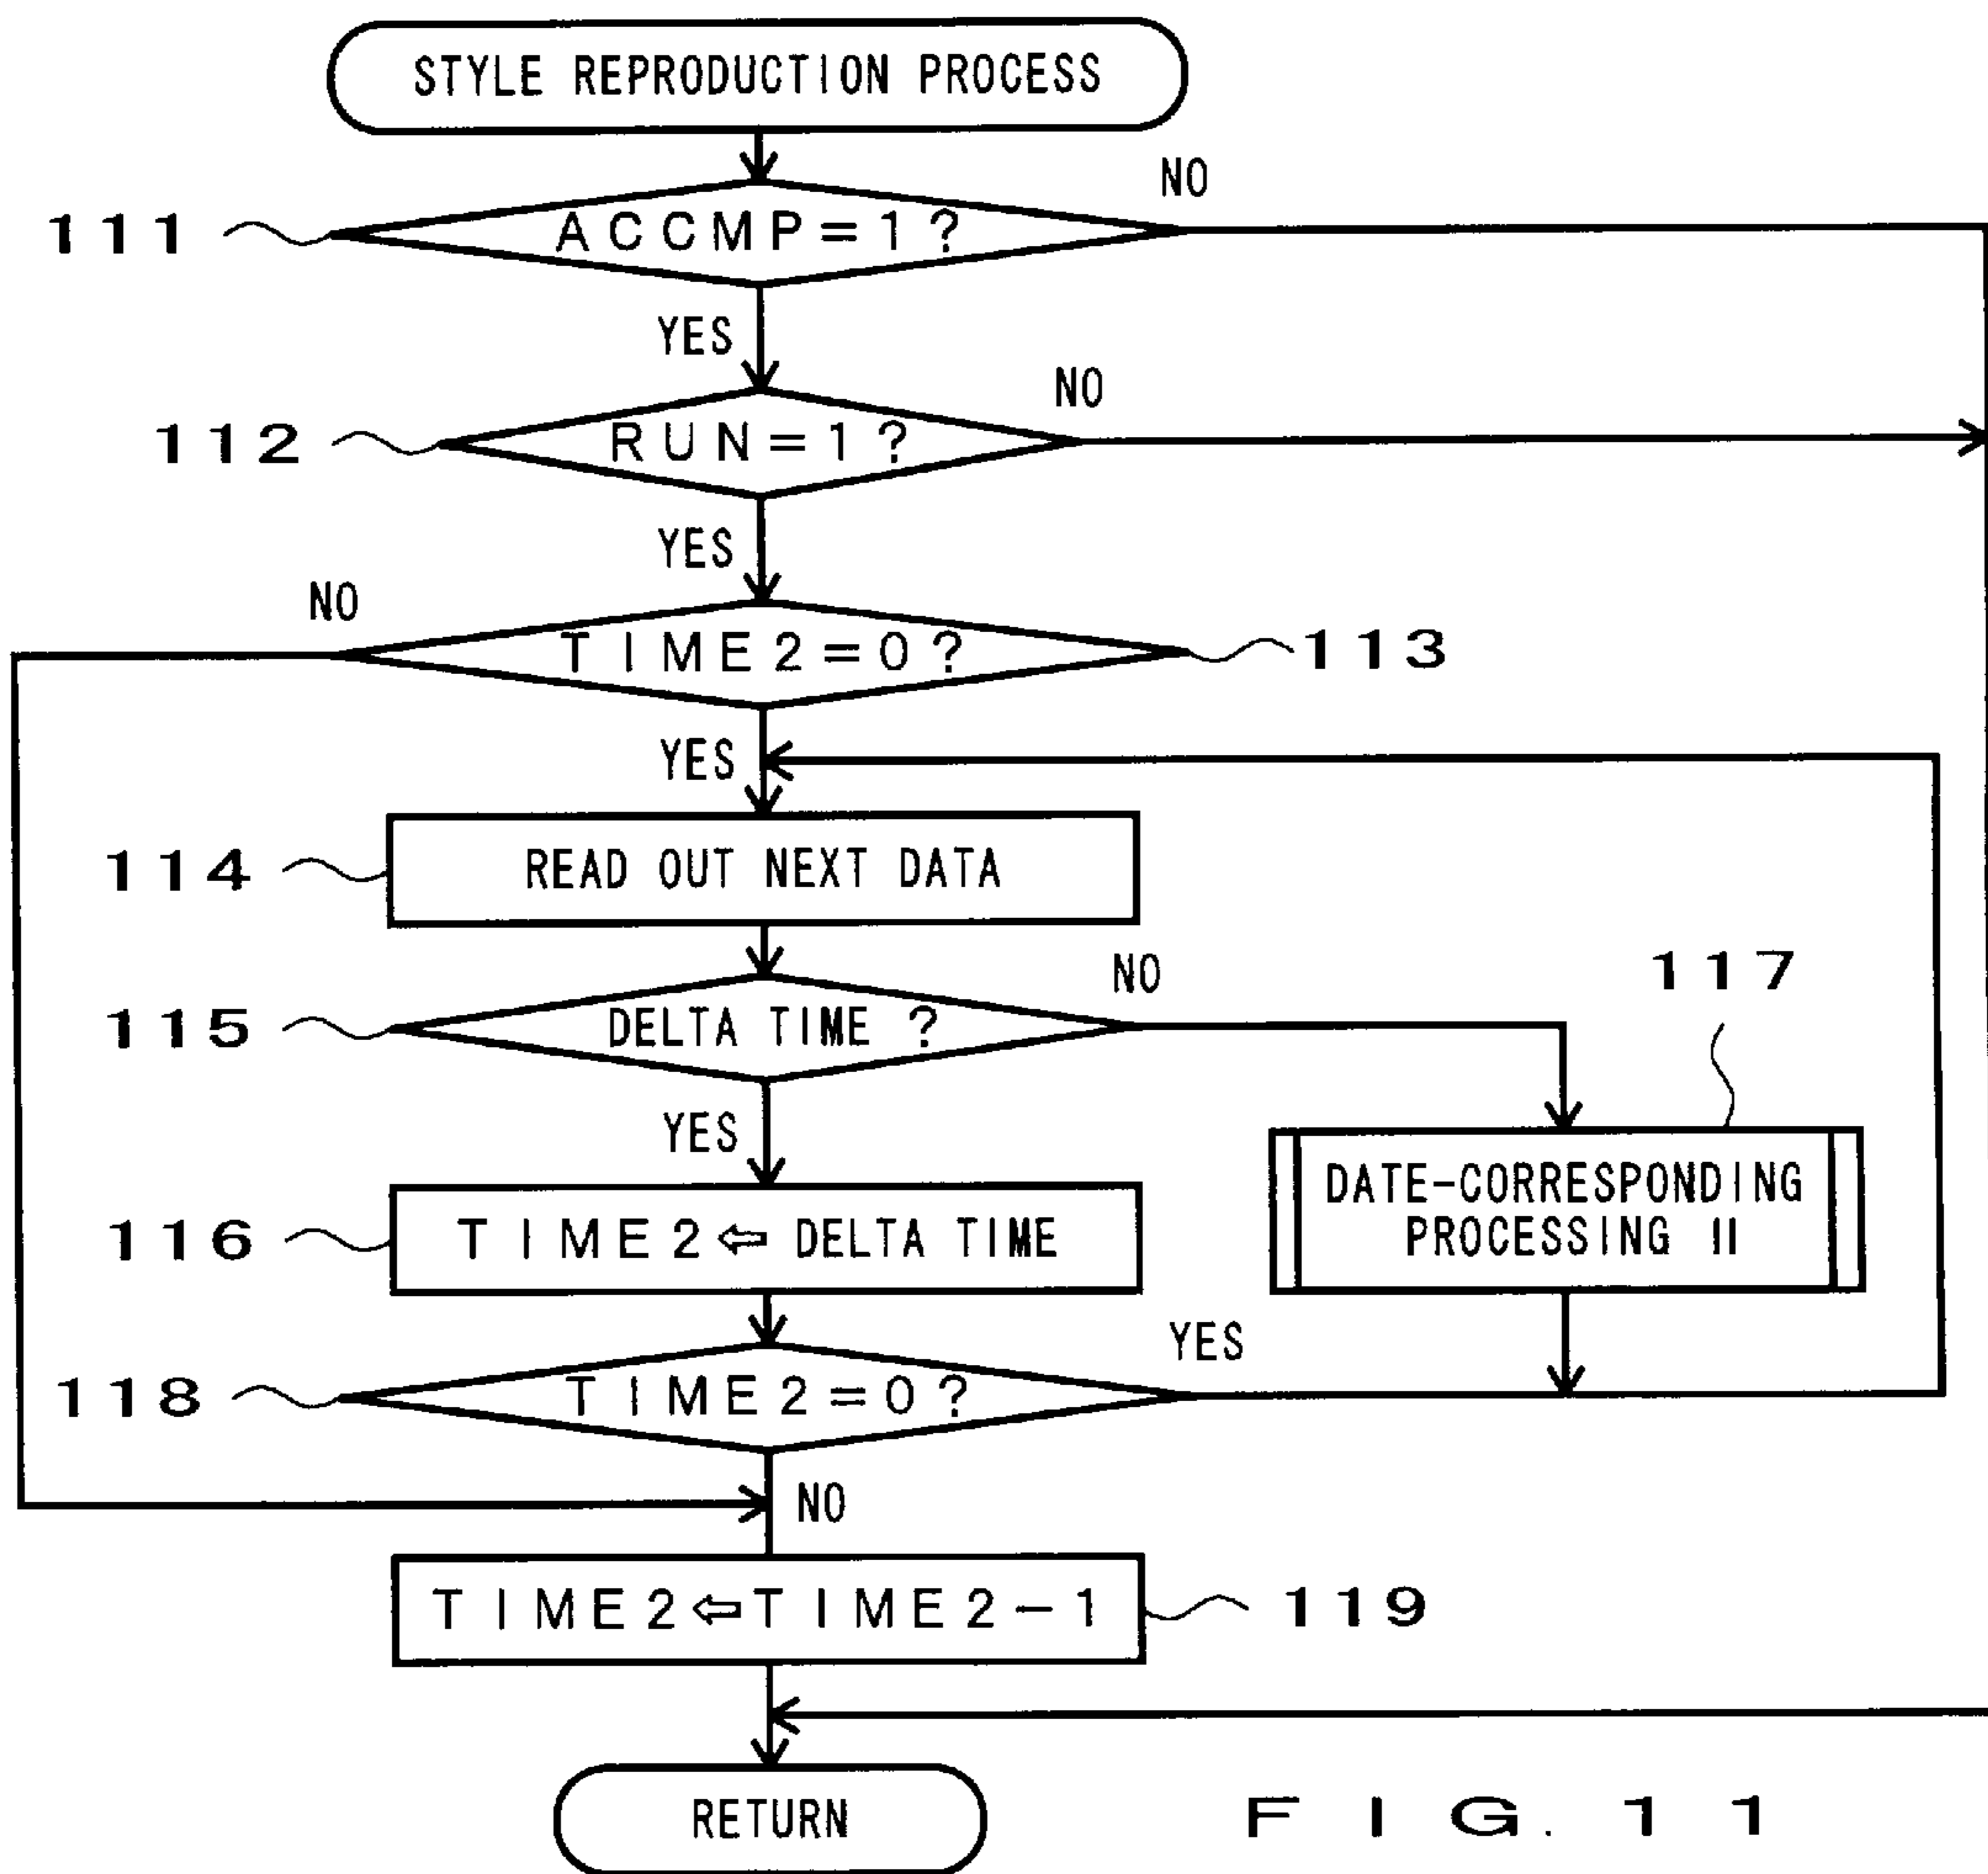 STYLE REPRODUCTION PROCESS
NO
111 ACCMP=1?
YES
NO
112 RUN=1?
YES
NO
TIME2=0? 113
YES
114 READ OUT NEXT DATA
NO
117
115 DELTA TIME ?
YES
DATE-CORRESPONDING
PROCESSING II
116 TIME2⇦ DELTA TIME
YES
118 TIME2=0?
NO
TIME2⇦TIME2-1 119
RETURN
FIG. 11